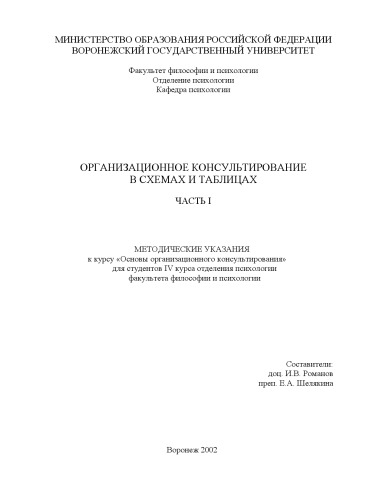 МИНИСТЕРСТВО ОБРАЗОВАНИЯ РОССИЙСКОЙ ФЕДЕРАЦИИ
ВОРОНЕЖСКИЙ ГОСУДАРСТВЕННЫЙ УНИВЕРСИТЕТ
Факультет философии и психологии
Отделение психологии
Кафедра психологии
ОРГАНИЗАЦИОННОЕ КОНСУЛЬТИРОВАНИЕ
В СХЕМАХ И ТАБЛИЦАХ
ЧАСТЬ I
МЕТОДИЧЕСКИЕ УКАЗАНИЯ
к курсу «Основы организационного консультирования»
для студентов IV курса отделения психологии
факультета философии и психологии
Составители:
доц. И.В. Романов
преп. Е.А. Шелякина
Воронеж 2002